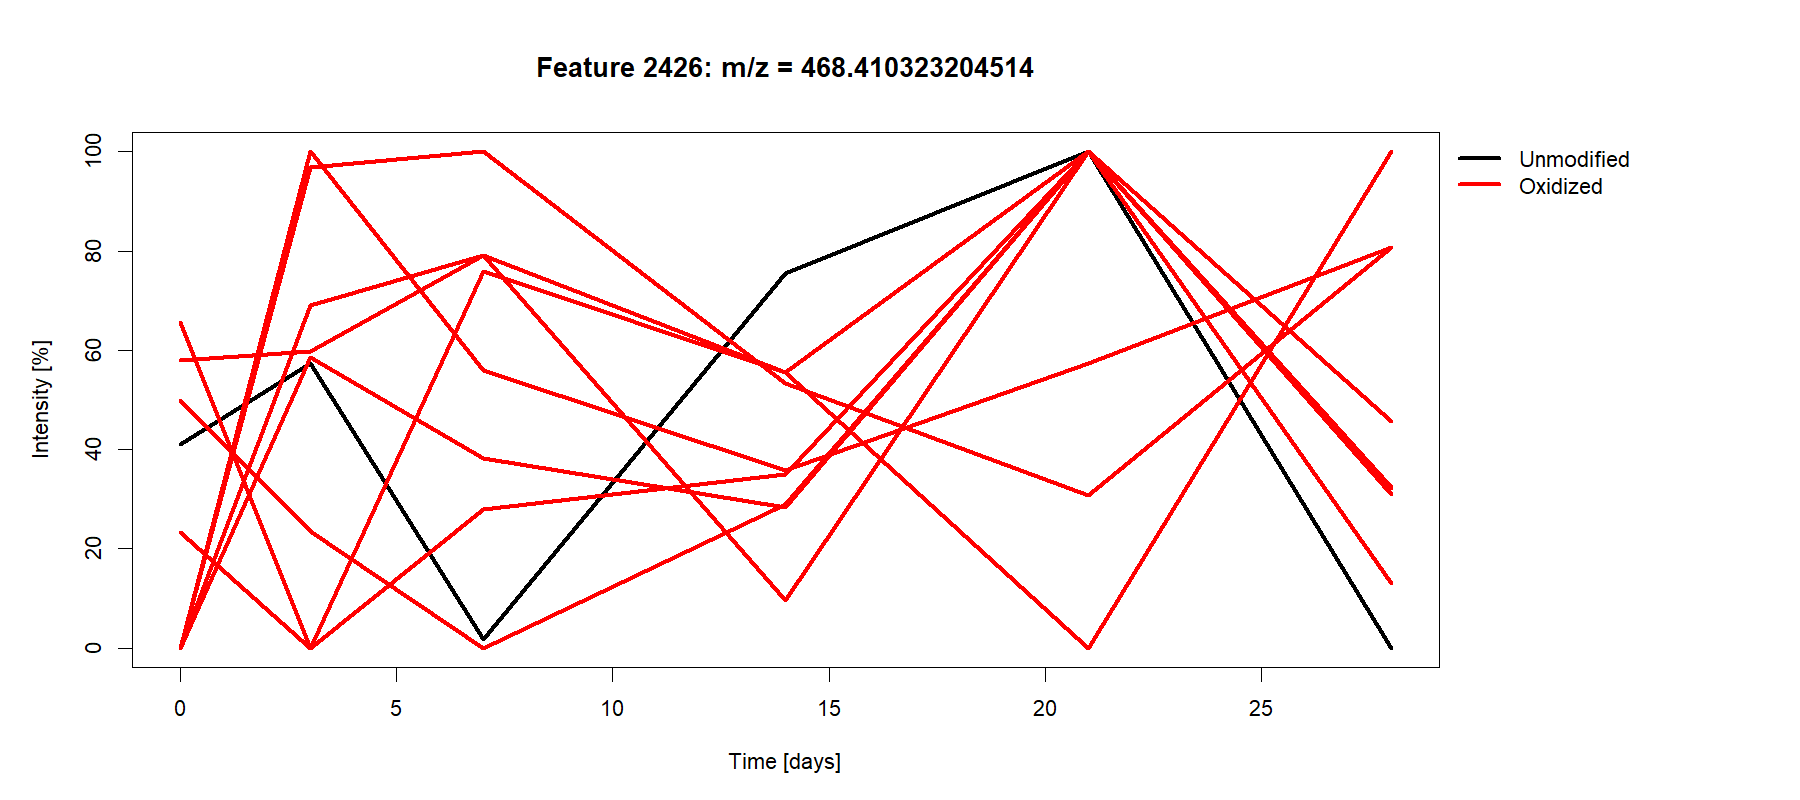 Feature 2426: m/z = 468.410323204514
Unmodified
Oxidized
Intensity [%]
100
80
60
40
20
0
0 5 10 15 20 25
Time [days]